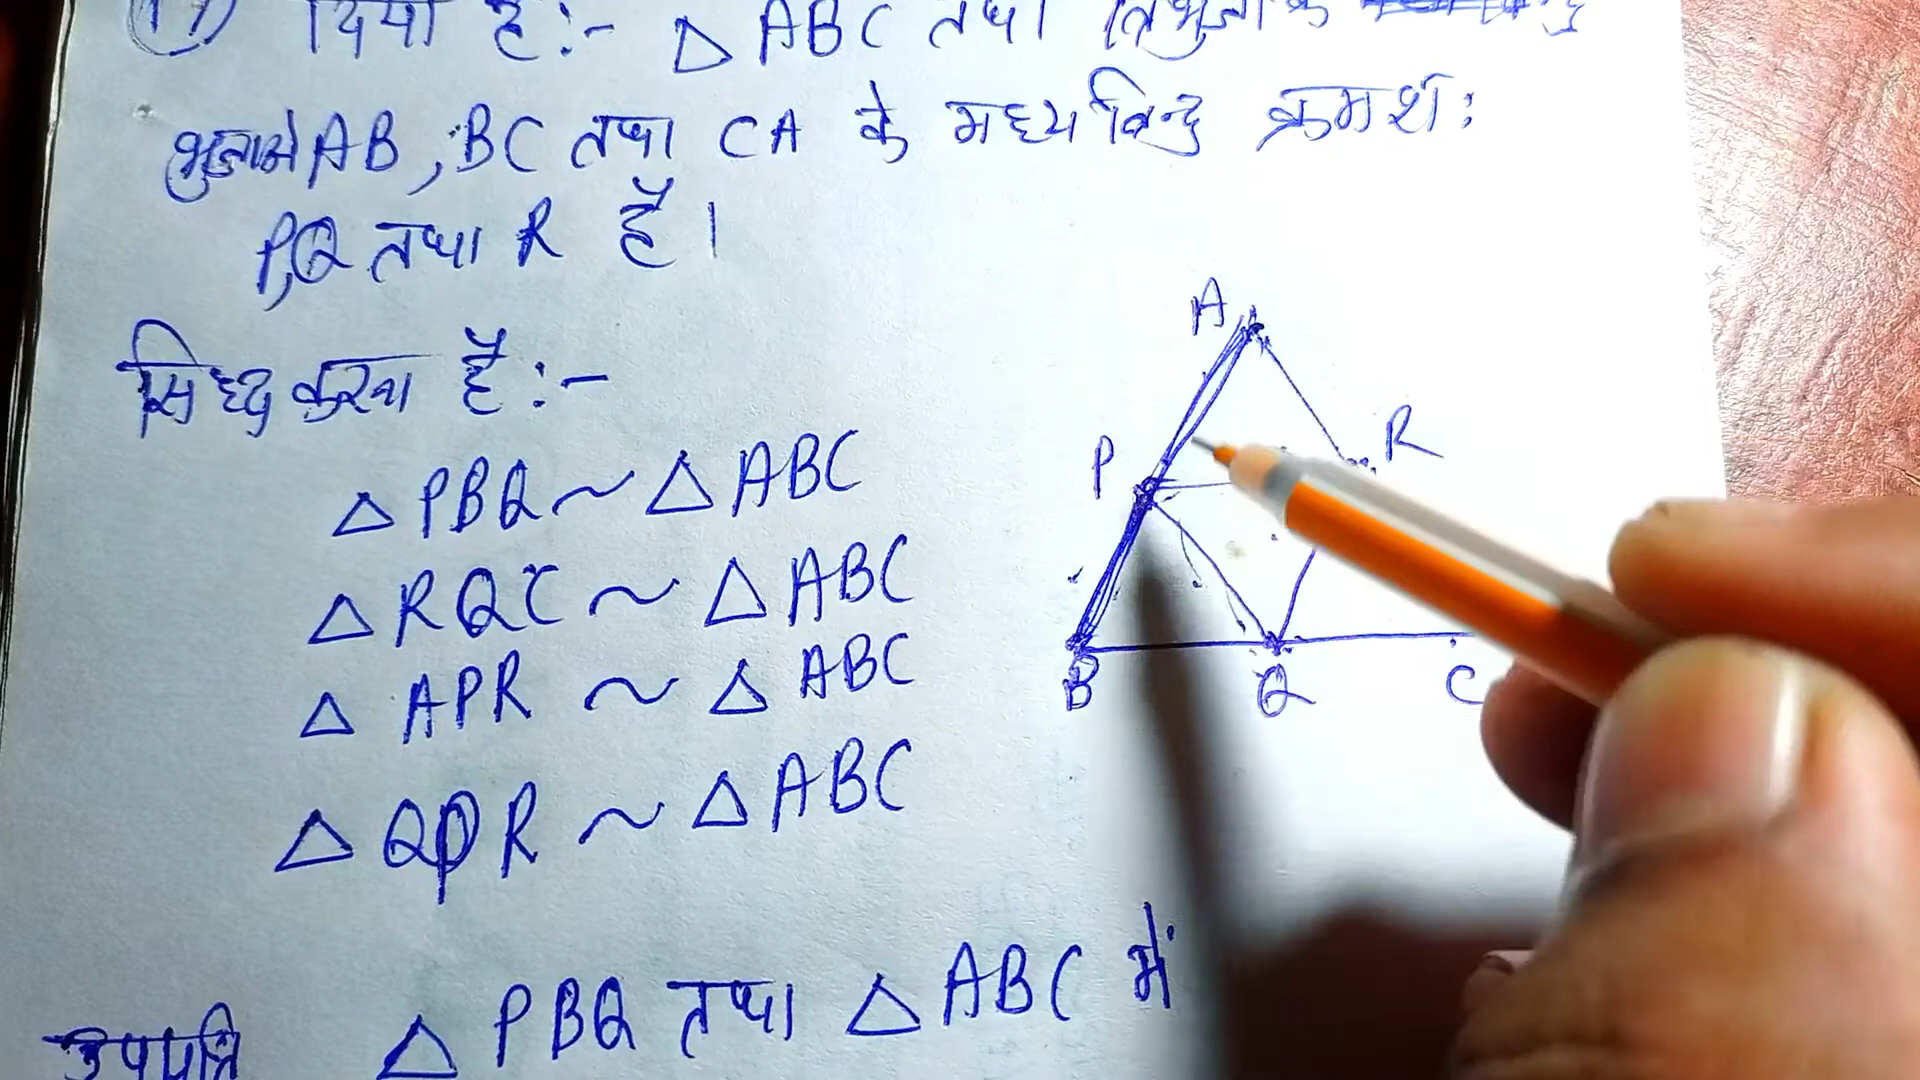 दिया है:- △ ABC तथा त्रिभुज के
भुजाओ AB, BC तथा CA के मध्य बिन्दु क्रमश:
P,Q तथा R है।
सिध्द करना है:-
△ PBQ ~ △ ABC
△ RQC ~ △ ABC
△ APR ~ △ ABC
△ QPR ~ △ ABC
उपपत्ति △ PBQ तथा △ ABC में
A
P R
B Q C